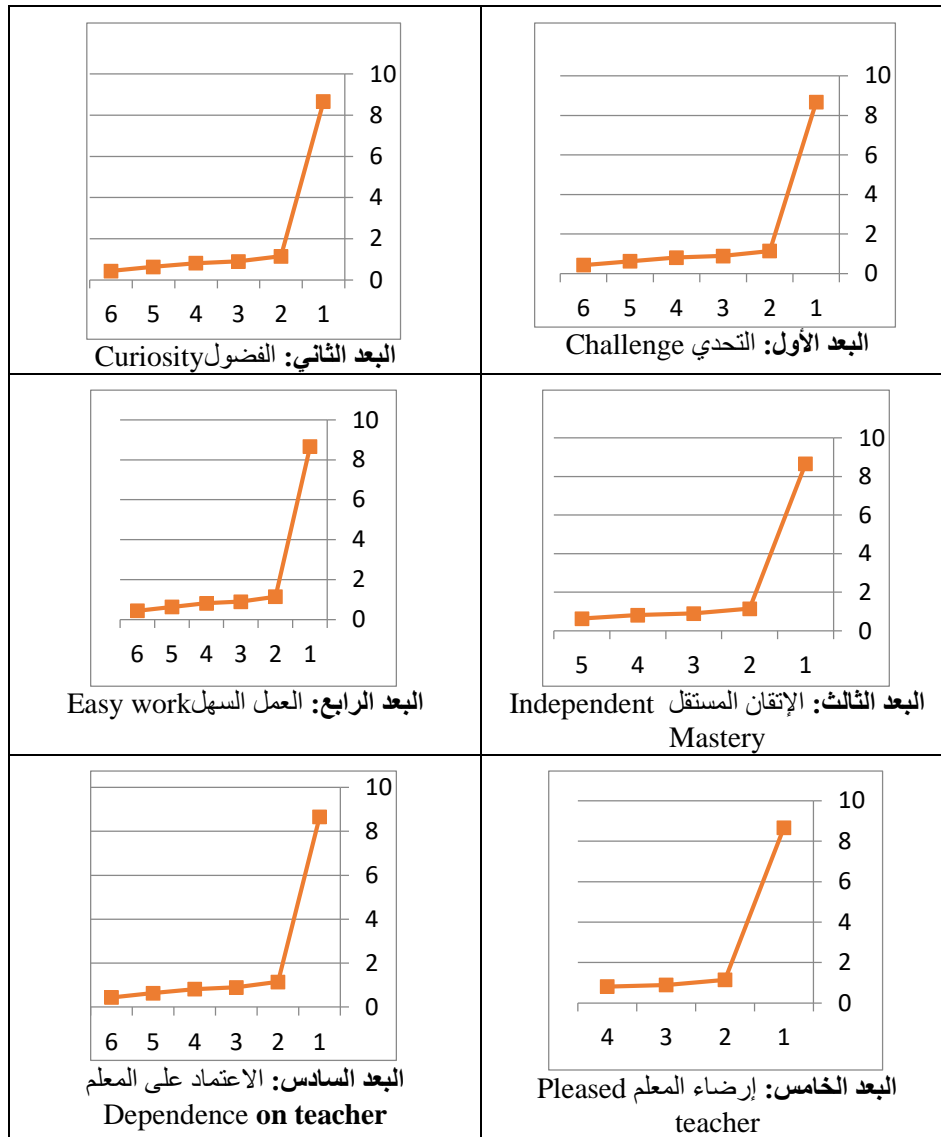 10
8
6
4
2
0
6 5 4 3 2 1
البعد الأول: التحدي Challenge
10
8
6
4
2
0
6 5 4 3 2 1
البعد الثاني: الفضولCuriosity
10
8
6
4
2
0
5 4 3 2 1
البعد الثالث: الإتقان المستقل Independent
Mastery
10
8
6
4
2
0
6 5 4 3 2 1
البعد الرابع: العمل السهلEasy work
10
8
6
4
2
0
4 3 2 1
البعد الخامس: إرضاء المعلم Pleased
teacher
10
8
6
4
2
0
6 5 4 3 2 1
البعد السادس: الاعتماد على المعلم
Dependence on teacher